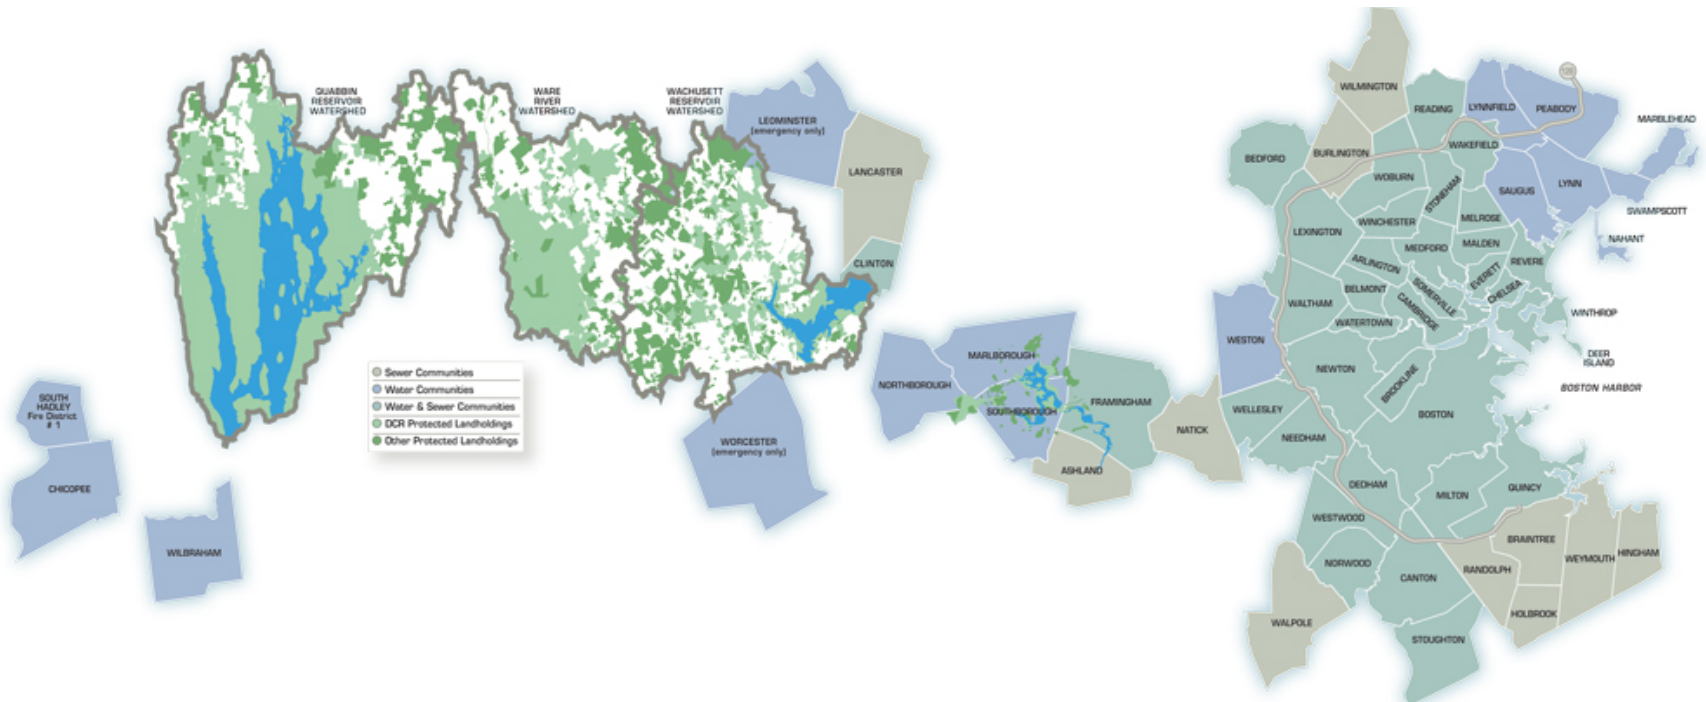 QUABBIN
RESERVOIR
WATERSHED
WARE
RIVER
WATERSHED
WACHUSETT
RESERVOIR
WATERSHED
LEOMINSTER
(emergency only)
LANCASTER
CLINTON
Sewer Communities
Water Communities
Water & Sewer Communities
DCR Protected Landholdings
Other Protected Landholdings
SOUTH
HADLEY
Fire District
# 1
CHICOPEE
WILBRAHAM
WORCESTER
(emergency only)
NORTHBOROUGH
MARLBOROUGH
SOUTHBOROUGH
FRAMINGHAM
ASHLAND
NATICK
WESTON
WILMINGTON
BURLINGTON
BEDFORD
READING
LYNNFIELD
PEABODY
128
MARBLEHEAD
WAKEFIELD
WOBURN
STONEHAM
SAUGUS
LYNN
SWAMPSCOTT
NAHANT
LEXINGTON
WINCHESTER
MELROSE
MEDFORD
MALDEN
REVERE
ARLINGTON
EVERETT
CHELSEA
BELMONT
SOMERVILLE
CAMBRIDGE
WALTHAM
WATERTOWN
WINTHROP
DEER
ISLAND
BOSTON HARBOR
NEWTON
BROOKLINE
BOSTON
WELLESLEY
NEEDHAM
DEDHAM
MILTON
QUINCY
WESTWOOD
NORWOOD
CANTON
RANDOLPH
BRAINTREE
WEYMOUTH
HINGHAM
HOLBROOK
WALPOLE
STOUGHTON